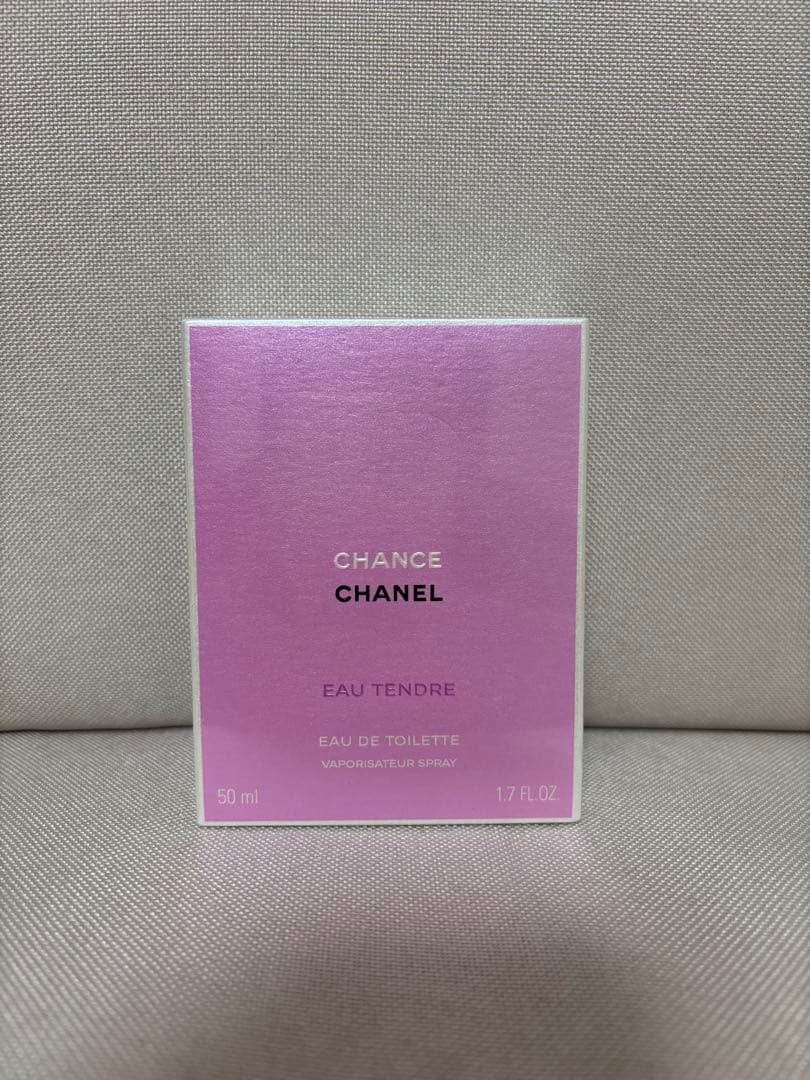 CHANCE
CHANEL
EAU TENDRE
EAU DE TOILETTE
VAPORISATEUR SPRAY
50 ml 1.7 FL.OZ.